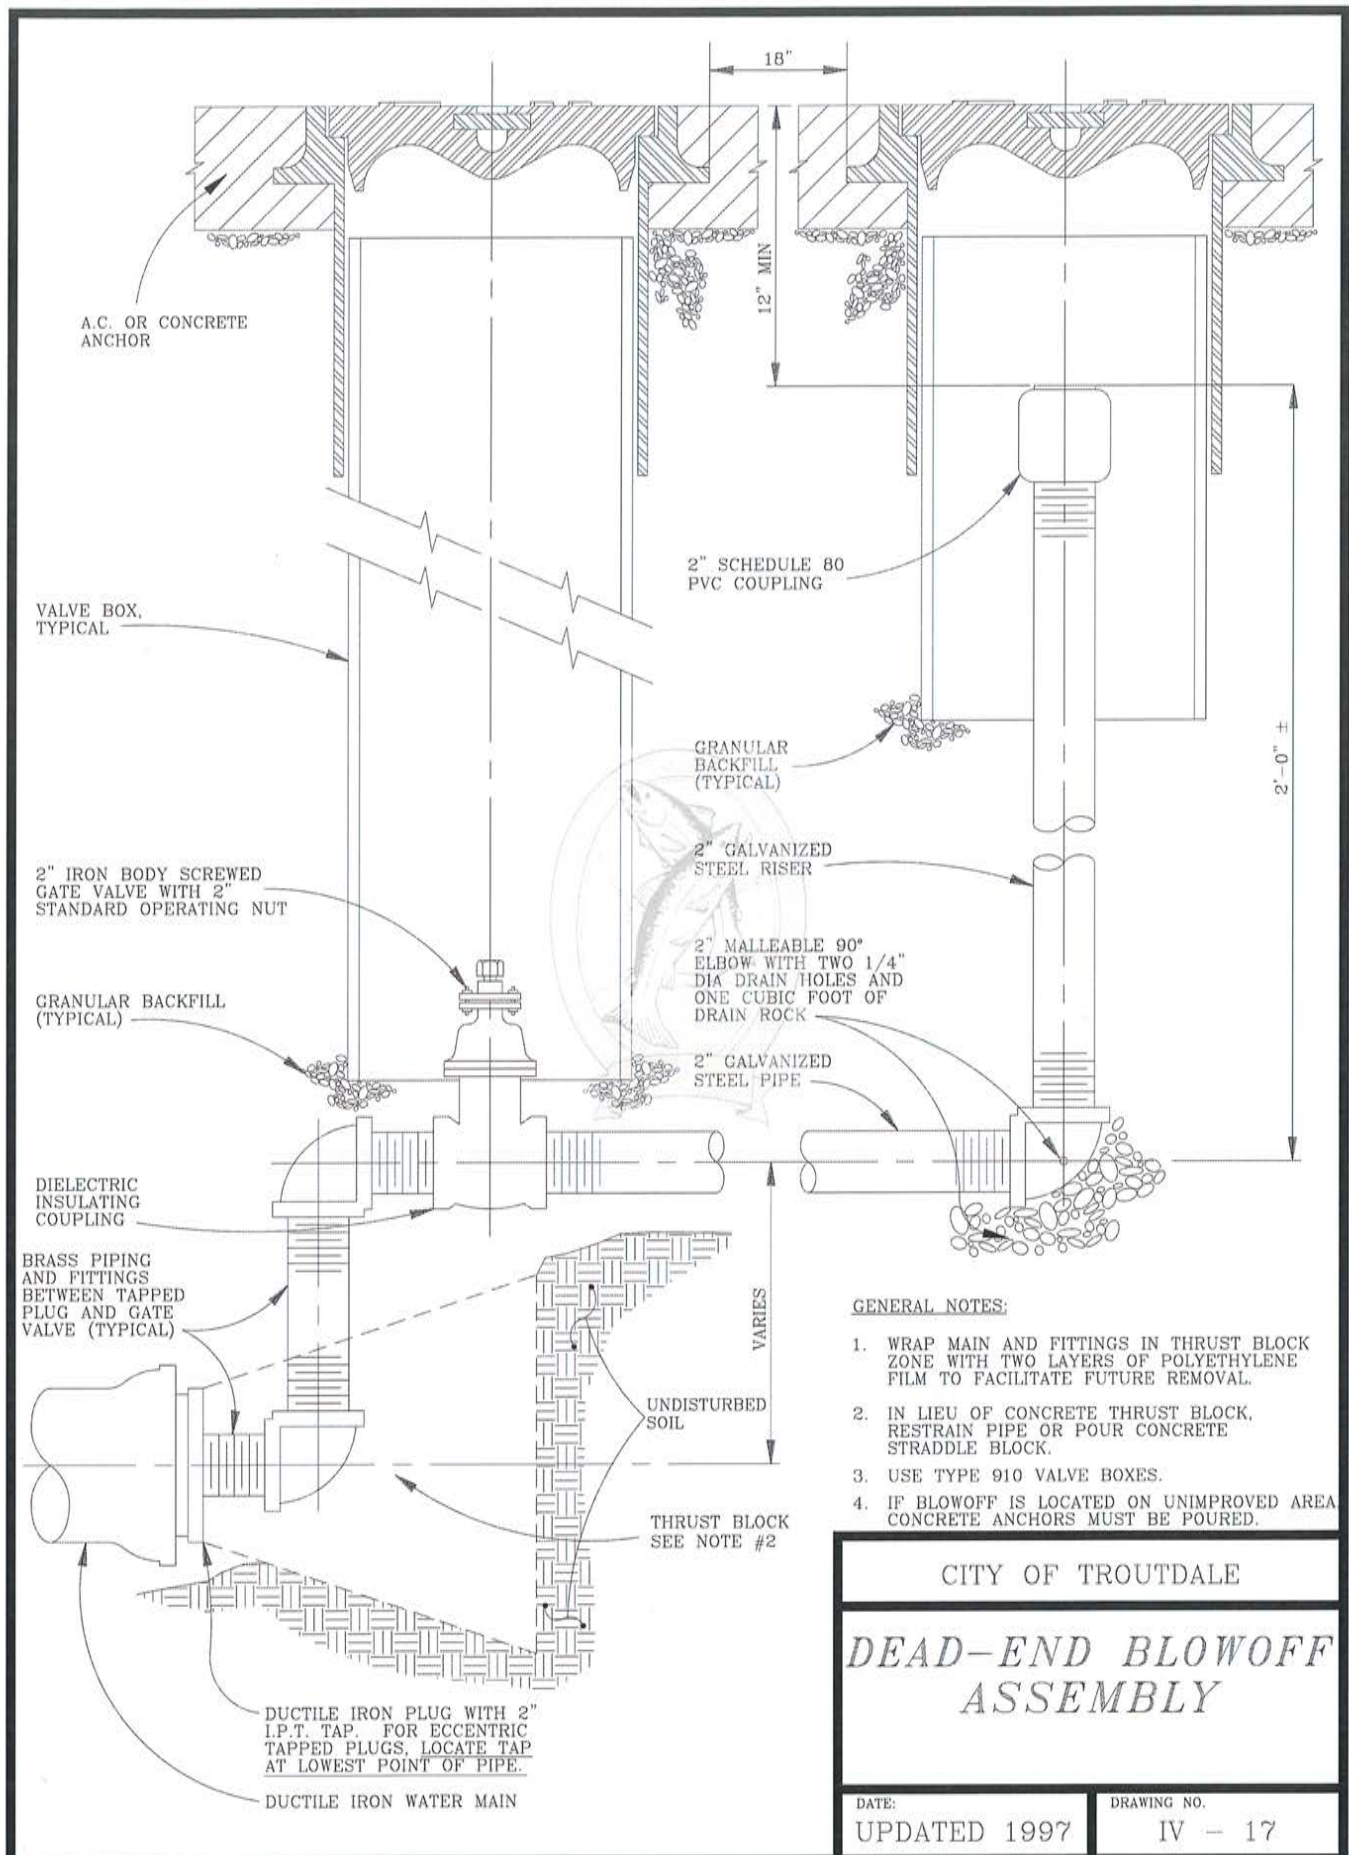 18"
12" MIN
A.C. OR CONCRETE
ANCHOR
2" SCHEDULE 80
PVC COUPLING
VALVE BOX,
TYPICAL
GRANULAR
BACKFILL
(TYPICAL)
2'-0" ±
2" GALVANIZED
STEEL RISER
2" IRON BODY SCREWED
GATE VALVE WITH 2"
STANDARD OPERATING NUT
2" MALLEABLE 90°
ELBOW WITH TWO 1/4"
DIA DRAIN HOLES AND
ONE CUBIC FOOT OF
DRAIN ROCK
GRANULAR BACKFILL
(TYPICAL)
2" GALVANIZED
STEEL PIPE
DIELECTRIC
INSULATING
COUPLING
BRASS PIPING
AND FITTINGS
BETWEEN TAPPED
PLUG AND GATE
VALVE (TYPICAL)
VARIES
UNDISTURBED
SOIL
THRUST BLOCK
SEE NOTE #2
DUCTILE IRON PLUG WITH 2"
I.P.T. TAP. FOR ECCENTRIC
TAPPED PLUGS, LOCATE TAP
AT LOWEST POINT OF PIPE.
DUCTILE IRON WATER MAIN
GENERAL NOTES:
1. WRAP MAIN AND FITTINGS IN THRUST BLOCK
ZONE WITH TWO LAYERS OF POLYETHYLENE
FILM TO FACILITATE FUTURE REMOVAL.
2. IN LIEU OF CONCRETE THRUST BLOCK,
RESTRAIN PIPE OR POUR CONCRETE
STRADDLE BLOCK.
3. USE TYPE 910 VALVE BOXES.
4. IF BLOWOFF IS LOCATED ON UNIMPROVED AREA
CONCRETE ANCHORS MUST BE POURED.
CITY OF TROUTDALE
DEAD-END BLOWOFF
ASSEMBLY
DATE:
UPDATED 1997
DRAWING NO.
IV - 17